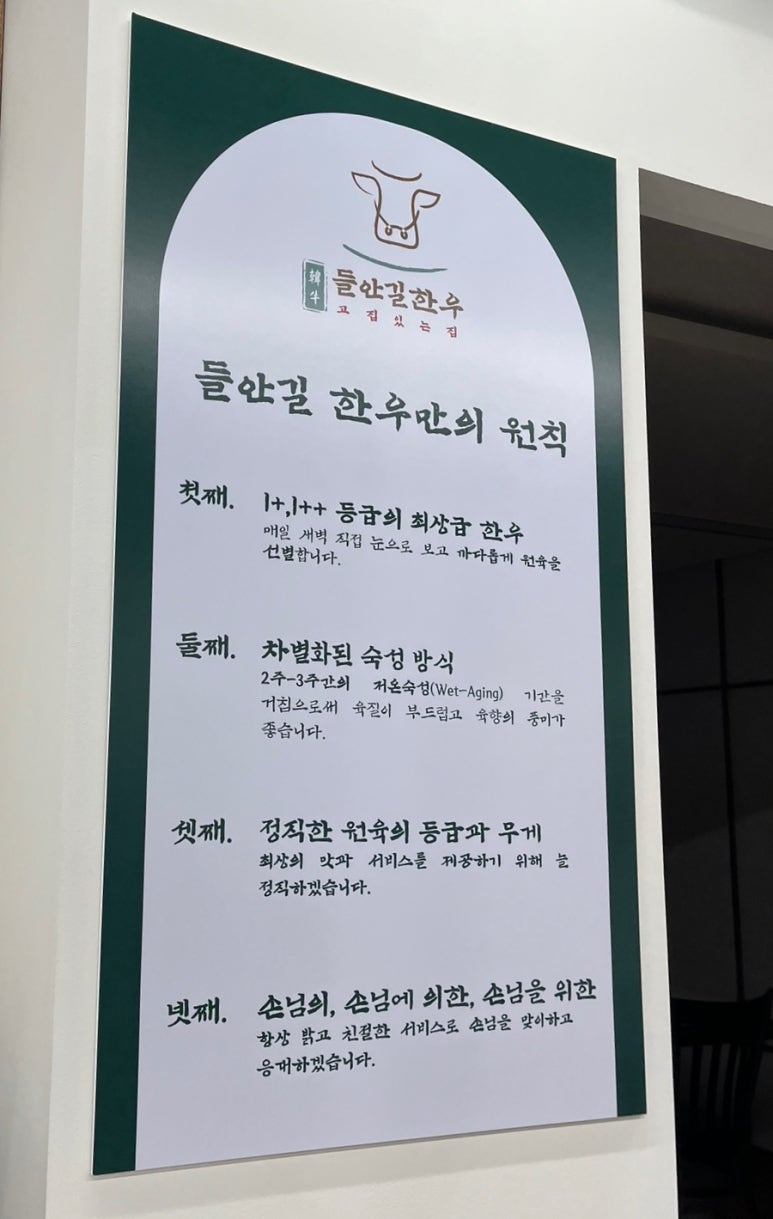 韓牛
들안길한우
고집있는집
들안길 한우만의 원칙
첫째.
1+,1++ 등급의 최상급 한우
매일 새벽 직접 눈으로 보고 까다롭게 원육을
선별합니다.
둘째.
차별화된 숙성 방식
2주-3주간의 저온숙성(Wet-Aging) 기간을
거침으로써 육질이 부드럽고 육향의 풍미가
좋습니다.
셋째.
정직한 원육의 등급과 무게
최상의 맛과 서비스를 제공하기 위해 늘
정직하겠습니다.
넷째.
손님의, 손님에 의한, 손님을 위한
항상 밝고 친절한 서비스로 손님을 맞이하고
응대하겠습니다.